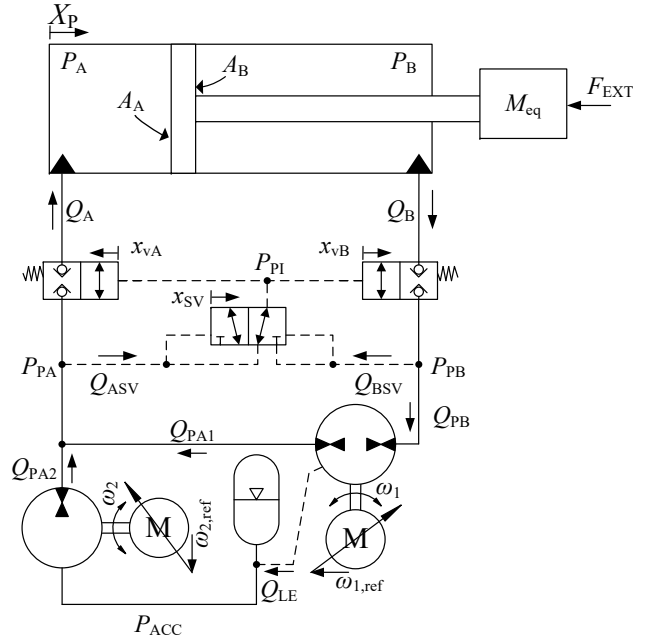 X_P
P_A
P_B
A_B
A_A
M_eq
F_EXT
Q_A
Q_B
x_vA
x_vB
P_PI
x_SV
P_PA
P_PB
Q_ASV
Q_BSV
Q_PB
Q_PA1
Q_PA2
ω_2
M
ω_2,ref
ω_1
M
ω_1,ref
Q_LE
P_ACC